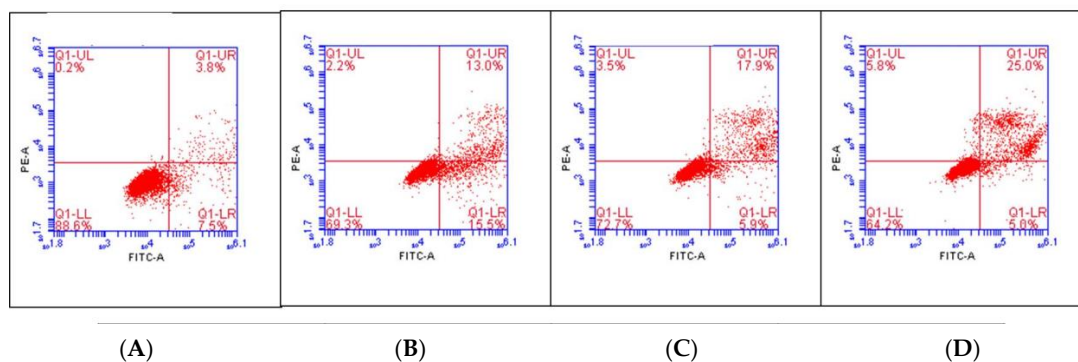 Q1-UL
0.2%
Q1-UR
3.8%
Q1-LL
88.6%
Q1-LR
7.5%
PE-A
FITC-A
Q1-UL
2.2%
Q1-UR
13.0%
Q1-LL
69.3%
Q1-LR
15.5%
PE-A
FITC-A
Q1-UL
3.5%
Q1-UR
17.9%
Q1-LL
72.7%
Q1-LR
5.9%
PE-A
FITC-A
Q1-UL
5.8%
Q1-UR
25.0%
Q1-LL
64.2%
Q1-LR
5.0%
PE-A
FITC-A
(A) (B) (C) (D)